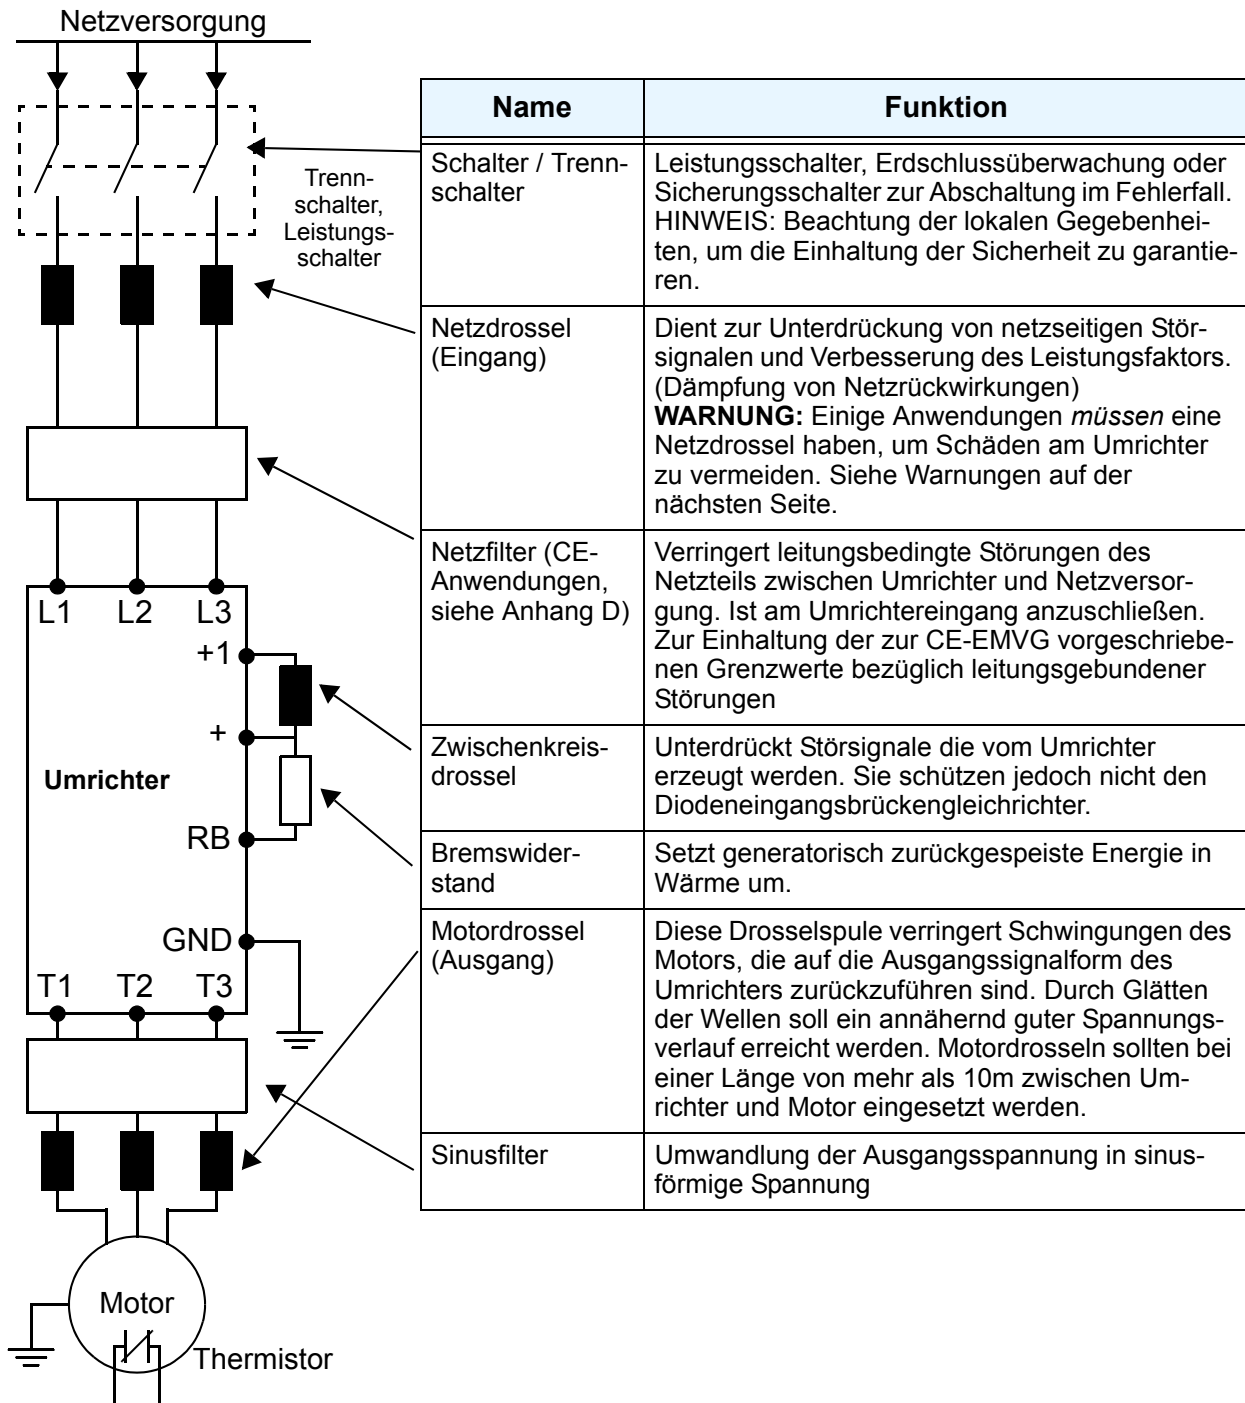 Netzversorgung
Trenn-
schalter,
Leistungs-
schalter
L1 L2 L3
+1
+
Umrichter
RB
GND
T1 T2 T3
Motor
Thermistor
Name Funktion
Schalter / Trenn-
schalter
Leistungsschalter, Erdschlussüberwachung oder
Sicherungsschalter zur Abschaltung im Fehlerfall.
HINWEIS: Beachtung der lokalen Gegebenhei-
ten, um die Einhaltung der Sicherheit zu garantie-
ren.
Netzdrossel
(Eingang)
Dient zur Unterdrückung von netzseitigen Stör-
signalen und Verbesserung des Leistungsfaktors.
(Dämpfung von Netzrückwirkungen)
WARNUNG: Einige Anwendungen müssen eine
Netzdrossel haben, um Schäden am Umrichter
zu vermeiden. Siehe Warnungen auf der
nächsten Seite.
Netzfilter (CE-
Anwendungen,
siehe Anhang D)
Verringert leitungsbedingte Störungen des
Netzteils zwischen Umrichter und Netzversor-
gung. Ist am Umrichtereingang anzuschließen.
Zur Einhaltung der zur CE-EMVG vorgeschriebe-
nen Grenzwerte bezüglich leitungsgebundener
Störungen
Zwischenkreis-
drossel
Unterdrückt Störsignale die vom Umrichter
erzeugt werden. Sie schützen jedoch nicht den
Diodeneingangsbrückengleichrichter.
Bremswider-
stand
Setzt generatorisch zurückgespeiste Energie in
Wärme um.
Motordrossel
(Ausgang)
Diese Drosselspule verringert Schwingungen des
Motors, die auf die Ausgangssignalform des
Umrichters zurückzuführen sind. Durch Glätten
der Wellen soll ein annähernd guter Spannungs-
verlauf erreicht werden. Motordrosseln sollten bei
einer Länge von mehr als 10m zwischen Um-
richter und Motor eingesetzt werden.
Sinusfilter
Umwandlung der Ausgangsspannung in sinus-
förmige Spannung